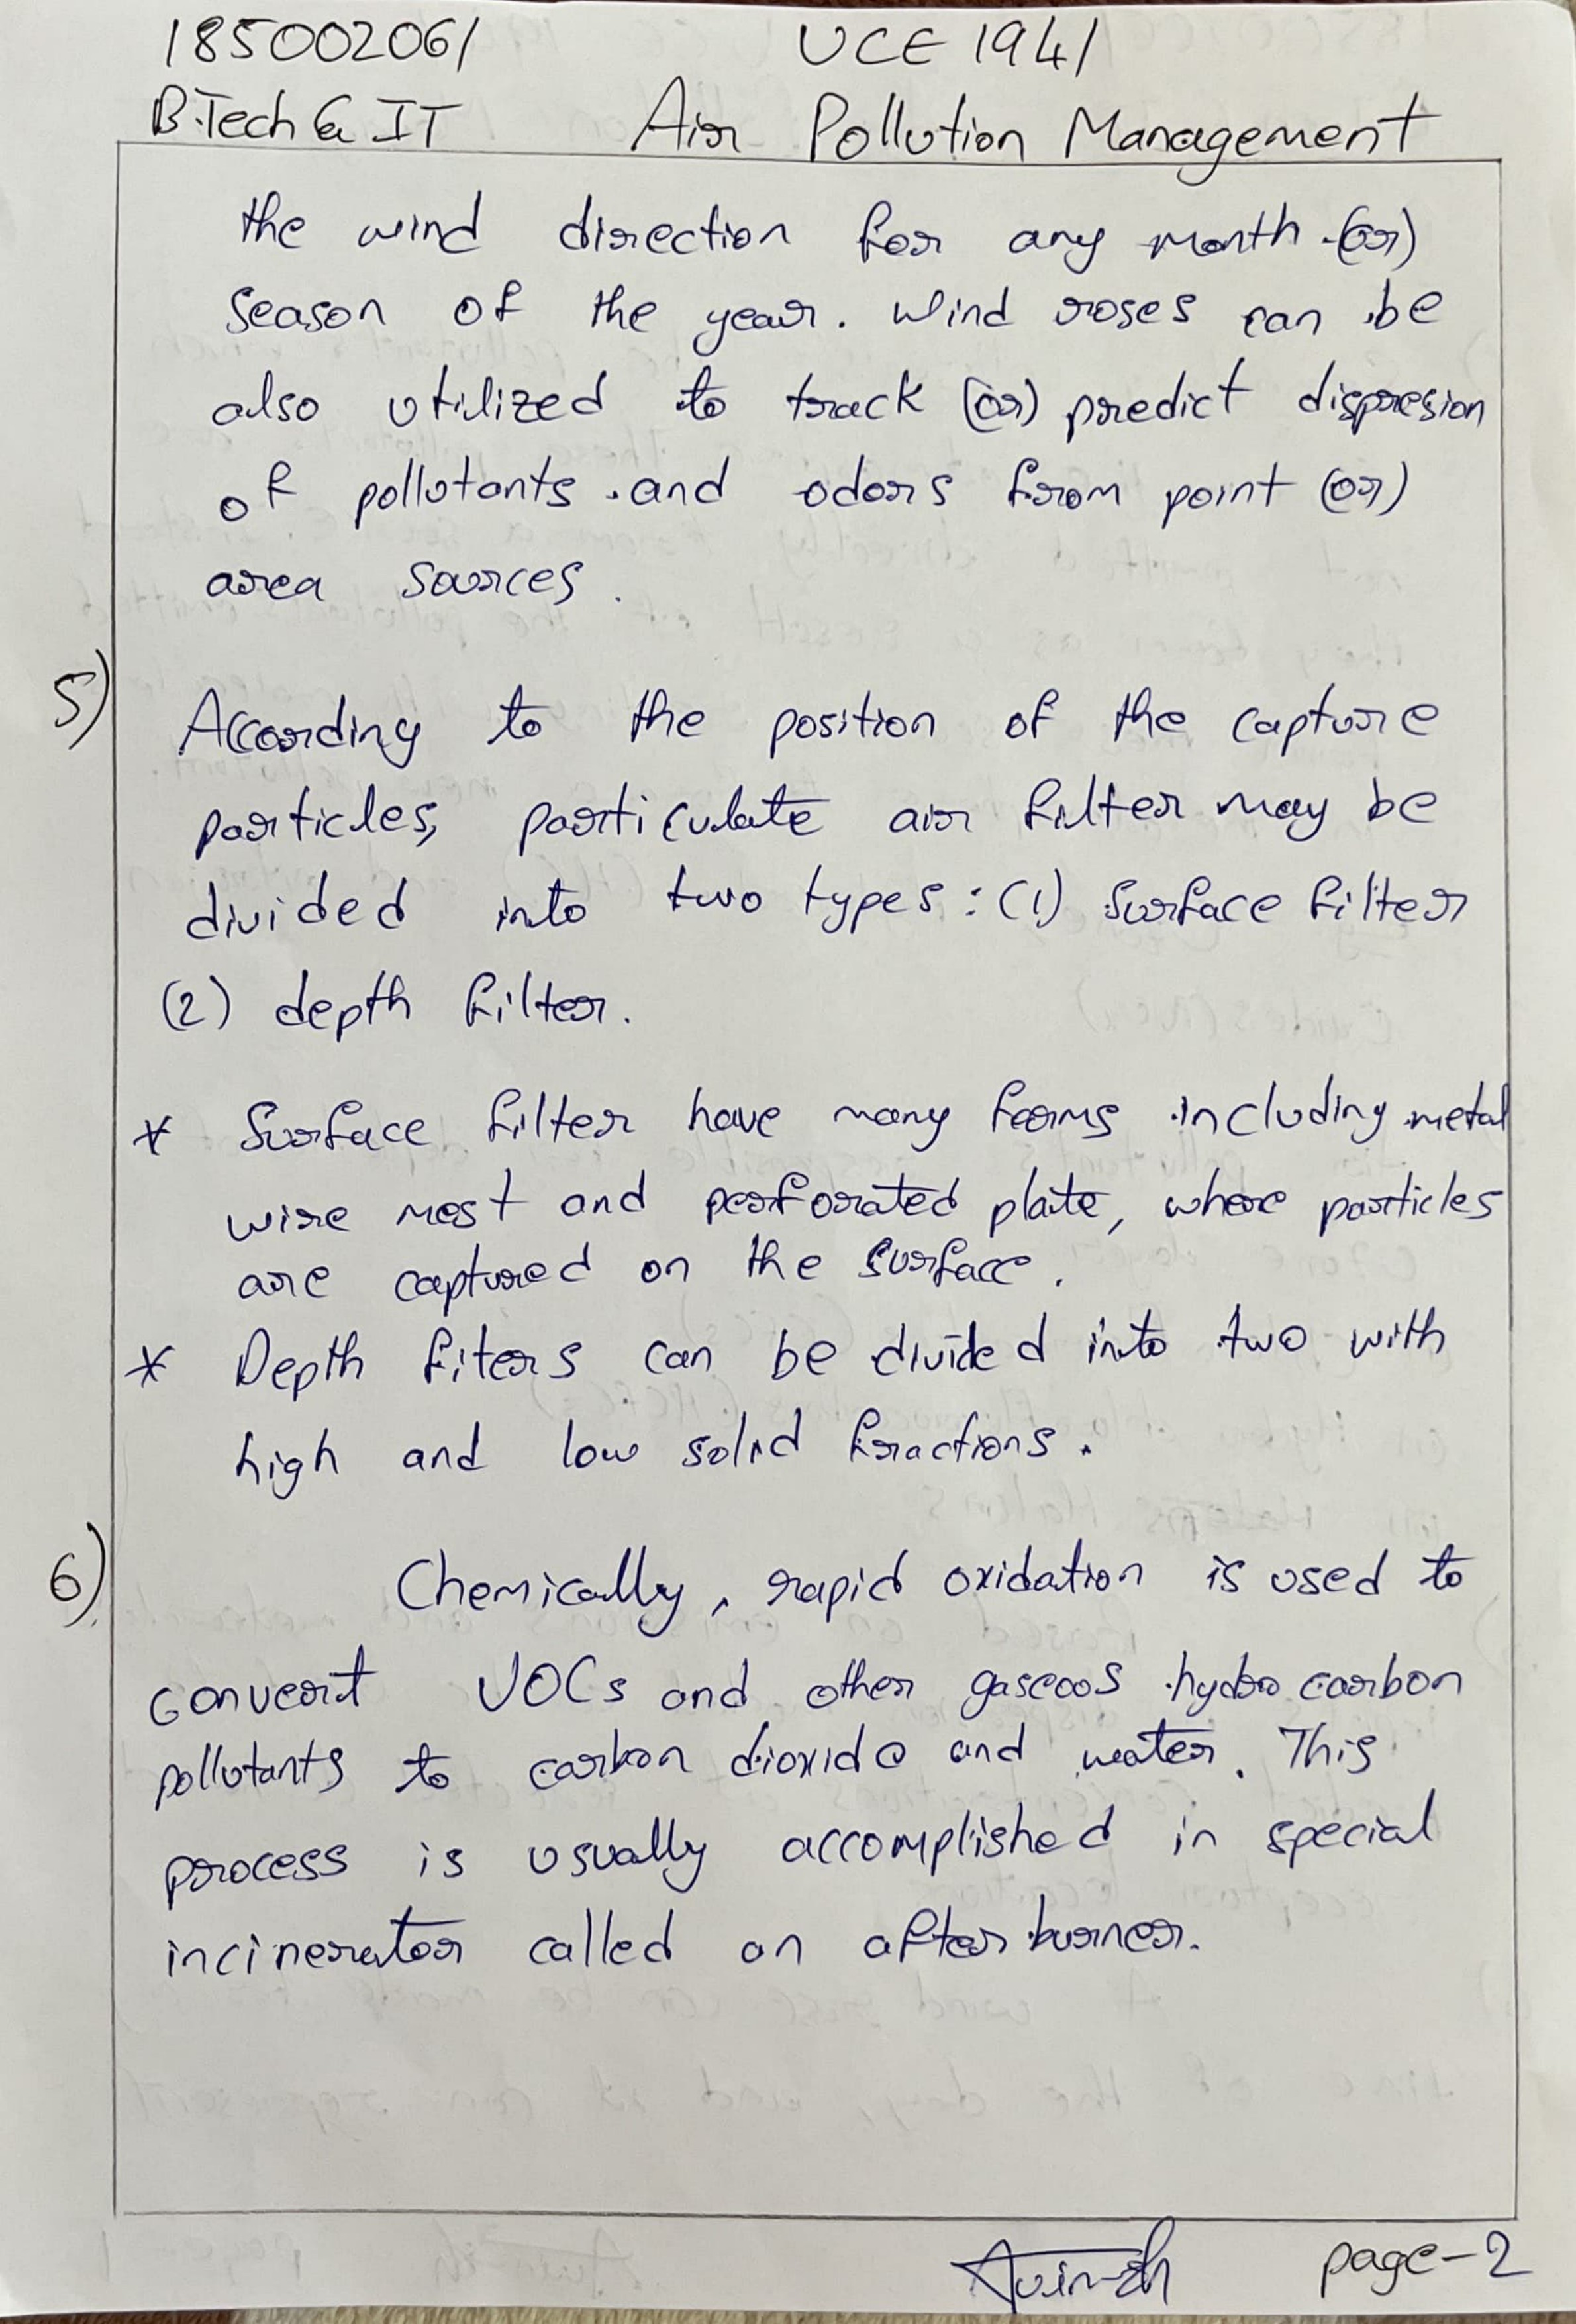 185002061
UCE 1941
B.Tech & IT
Air Pollution Management
the wind direction for any month (or)
season of the year. Wind roses can be
also utilized to track (or) predict dispresion
of pollutants and odors from point (or)
area sources.
5)
According to the position of the capture
particles, particulate air filter may be
divided into two types: (1) Surface filter
(2) depth filter.
* Surface filter have many forms including metal
wire mest and perforated plate, where particles
are captured on the surface.
* Depth fiters can be divided into two with
high and low solid fractions.
6)
Chemically, rapid oxidation is used to
convert VOCs and other gaseous hydro carbon
pollutants to carbon dioxide and water. This
process is usually accomplished in special
incinerator called an after burner.
page-2